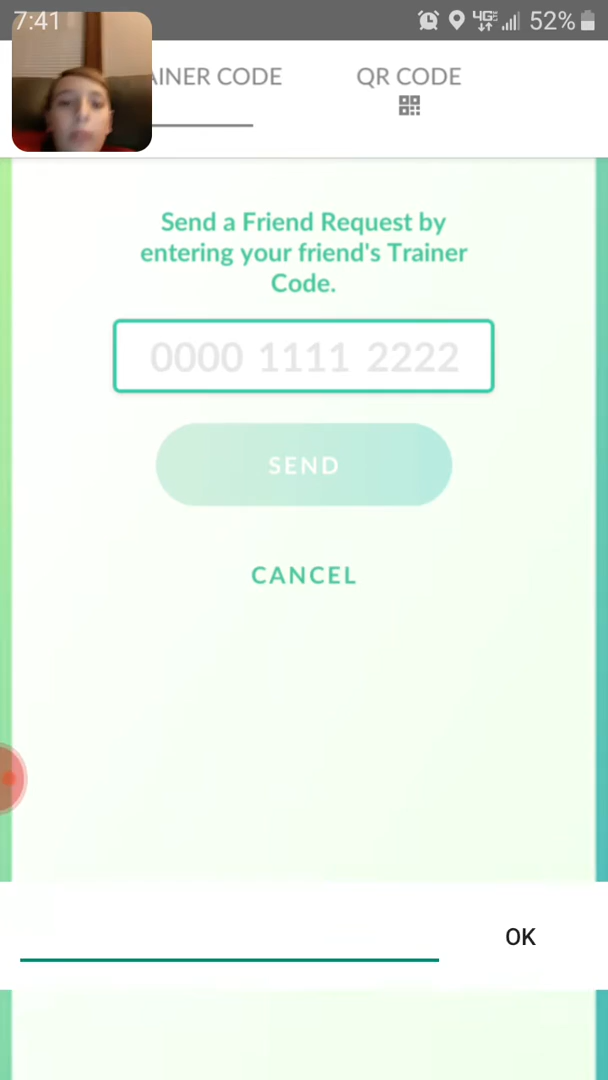 7:41 4G 52%
AINER CODE QR CODE
Send a Friend Request by
entering your friend's Trainer
Code.
0000 1111 2222
SEND
CANCEL
OK